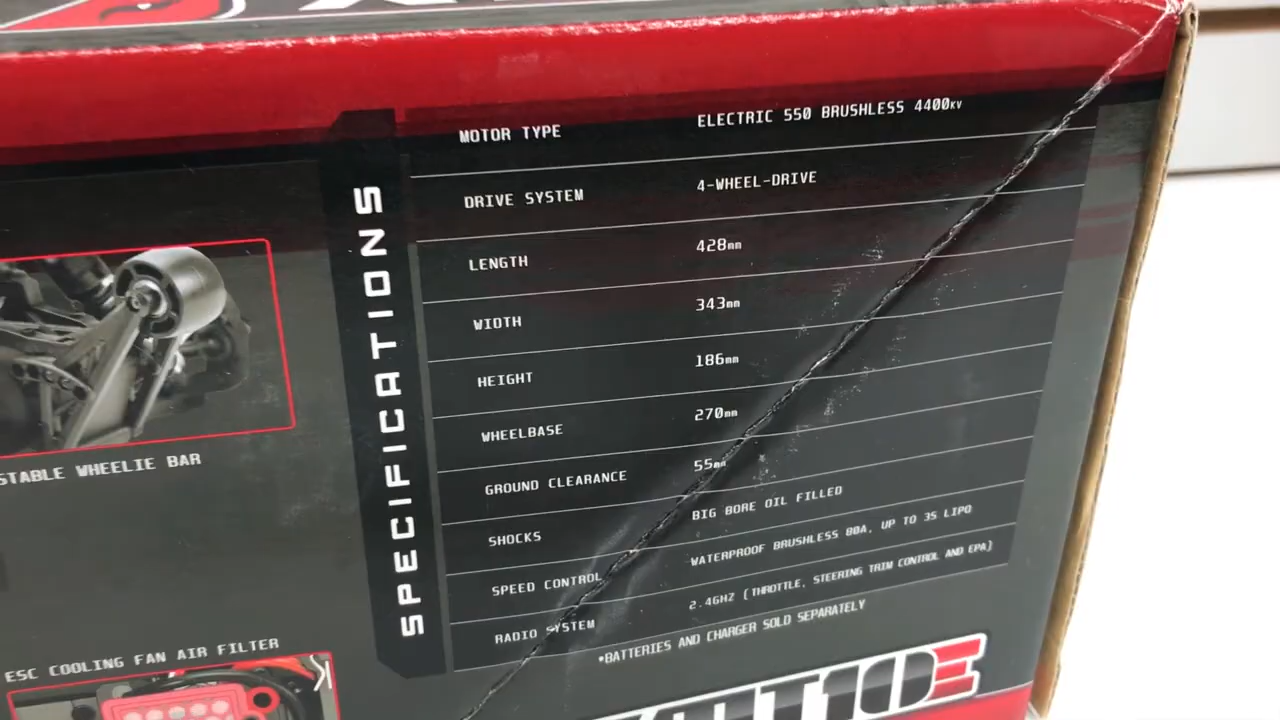 SPECIFICATIONS
MOTOR TYPE ELECTRIC 550 BRUSHLESS 4400KV
DRIVE SYSTEM 4-WHEEL-DRIVE
LENGTH 428mm
WIDTH 343mm
HEIGHT 186mm
WHEELBASE 270mm
GROUND CLEARANCE 55mm
SHOCKS BIG BORE OIL FILLED
SPEED CONTROL WATERPROOF BRUSHLESS 80A, UP TO 3S LIPO
RADIO SYSTEM 2.4GHZ (THROTTLE, STEERING TRIM CONTROL AND EPA)
*BATTERIES AND CHARGER SOLD SEPARATELY
STABLE WHEELIE BAR
ESC COOLING FAN AIR FILTER
MT10E